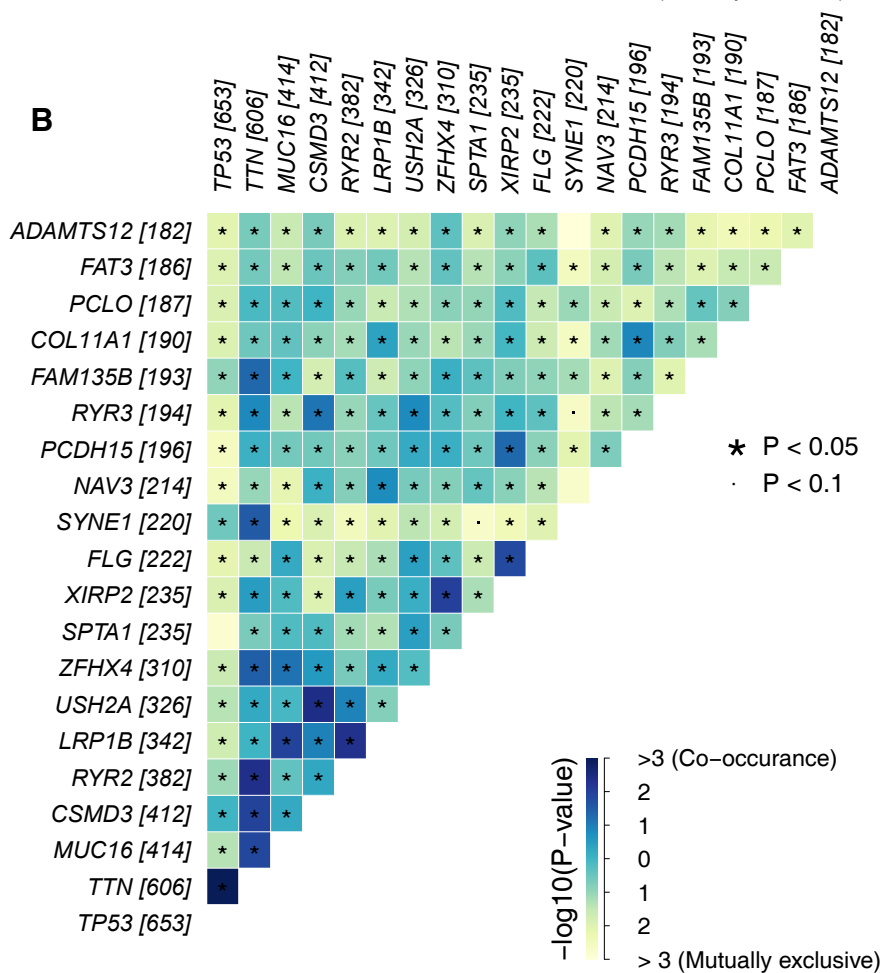 B
TP53 [653]
TTN [606]
MUC16 [414]
CSMD3 [412]
RYR2 [382]
LRP1B [342]
USH2A [326]
ZFHX4 [310]
SPTA1 [235]
XIRP2 [235]
FLG [222]
SYNE1 [220]
NAV3 [214]
PCDH15 [196]
RYR3 [194]
FAM135B [193]
COL11A1 [190]
PCLO [187]
FAT3 [186]
ADAMTS12 [182]
ADAMTS12 [182]
FAT3 [186]
PCLO [187]
COL11A1 [190]
FAM135B [193]
RYR3 [194]
PCDH15 [196]
NAV3 [214]
SYNE1 [220]
FLG [222]
XIRP2 [235]
SPTA1 [235]
ZFHX4 [310]
USH2A [326]
LRP1B [342]
RYR2 [382]
CSMD3 [412]
MUC16 [414]
TTN [606]
TP53 [653]
* P < 0.05
· P < 0.1
−log10(P−value)
>3 (Co−occurance)
2
1
0
1
2
> 3 (Mutually exclusive)